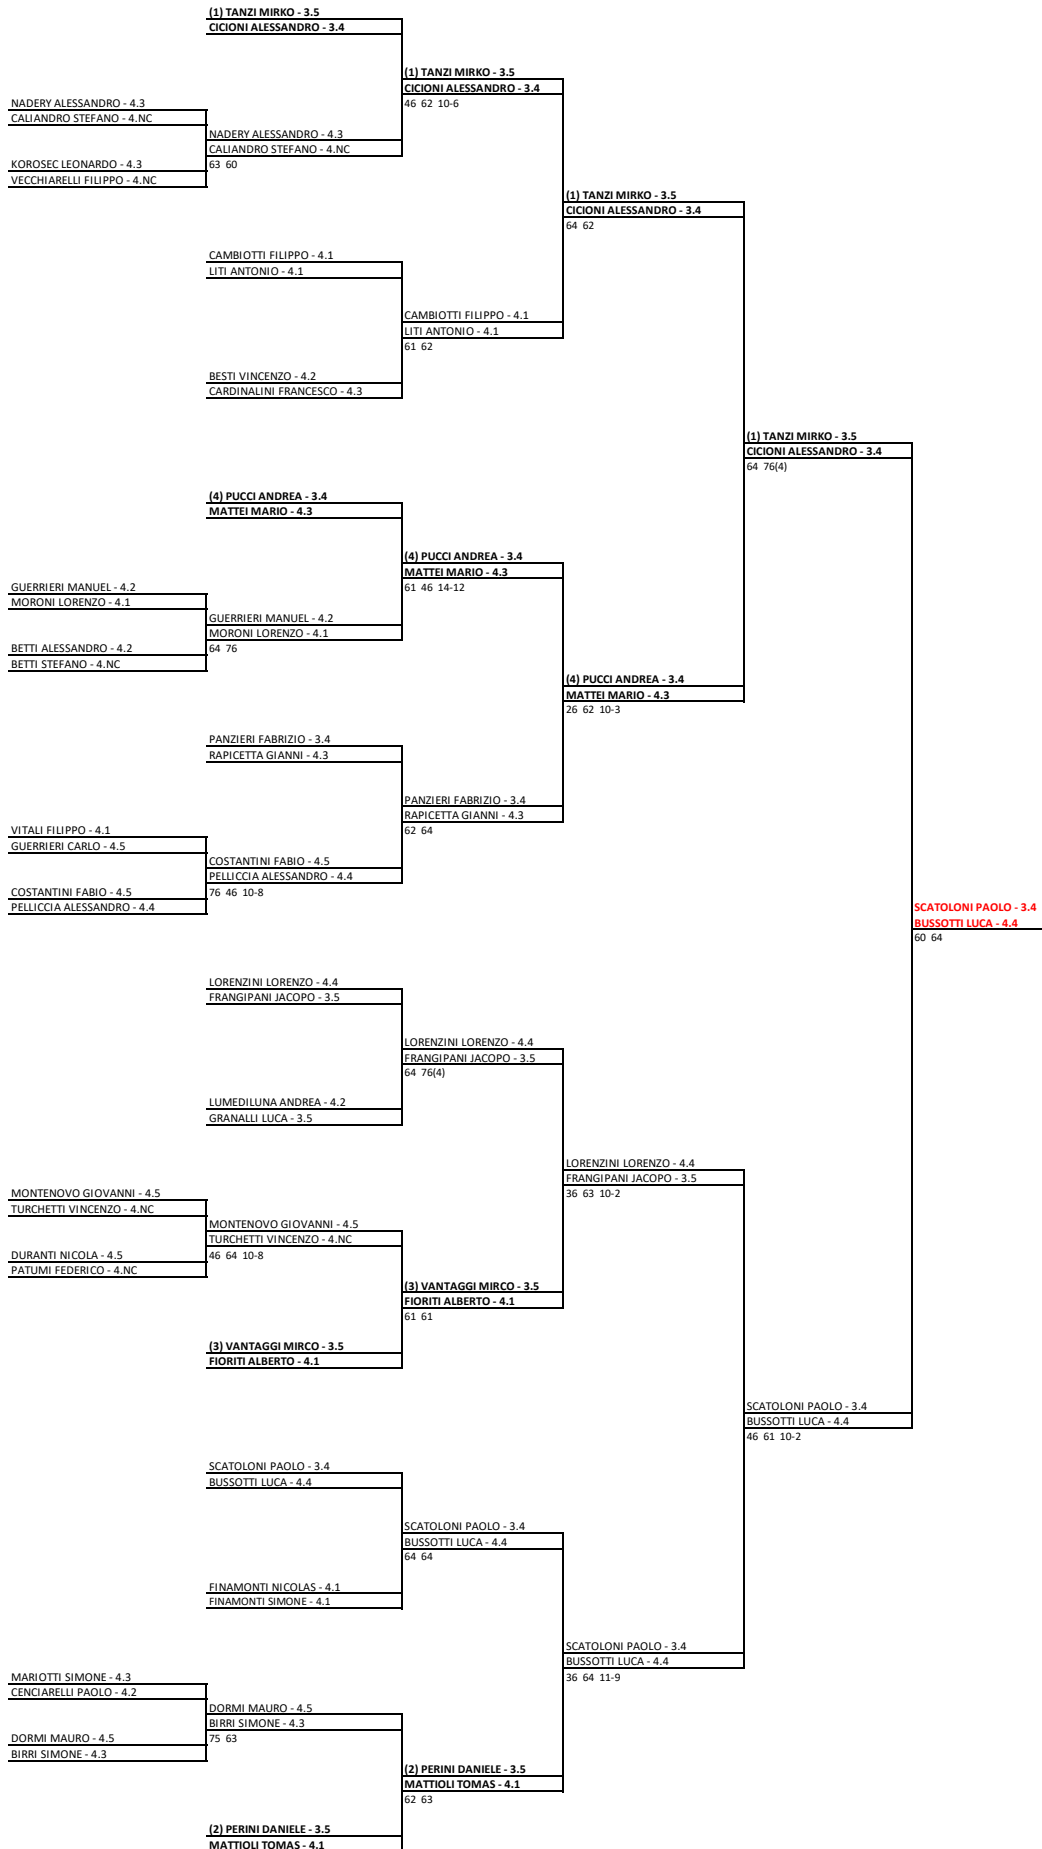 (1) TANZI MIRKO - 3.5
CICIONI ALESSANDRO - 3.4
(1) TANZI MIRKO - 3.5
CICIONI ALESSANDRO - 3.4
46 62 10-6
NADERY ALESSANDRO - 4.3
CALIANDRO STEFANO - 4.NC
NADERY ALESSANDRO - 4.3
CALIANDRO STEFANO - 4.NC
63 60
KOROSEC LEONARDO - 4.3
VECCHIARELLI FILIPPO - 4.NC
(1) TANZI MIRKO - 3.5
CICIONI ALESSANDRO - 3.4
64 62
CAMBIOTTI FILIPPO - 4.1
LITI ANTONIO - 4.1
CAMBIOTTI FILIPPO - 4.1
LITI ANTONIO - 4.1
61 62
BESTI VINCENZO - 4.2
CARDINALINI FRANCESCO - 4.3
(1) TANZI MIRKO - 3.5
CICIONI ALESSANDRO - 3.4
64 76(4)
(4) PUCCI ANDREA - 3.4
MATTEI MARIO - 4.3
(4) PUCCI ANDREA - 3.4
MATTEI MARIO - 4.3
61 46 14-12
GUERRIERI MANUEL - 4.2
MORONI LORENZO - 4.1
GUERRIERI MANUEL - 4.2
MORONI LORENZO - 4.1
64 76
BETTI ALESSANDRO - 4.2
BETTI STEFANO - 4.NC
(4) PUCCI ANDREA - 3.4
MATTEI MARIO - 4.3
26 62 10-3
PANZIERI FABRIZIO - 3.4
RAPICETTA GIANNI - 4.3
PANZIERI FABRIZIO - 3.4
RAPICETTA GIANNI - 4.3
62 64
VITALI FILIPPO - 4.1
GUERRIERI CARLO - 4.5
COSTANTINI FABIO - 4.5
PELLICCIA ALESSANDRO - 4.4
76 46 10-8
COSTANTINI FABIO - 4.5
PELLICCIA ALESSANDRO - 4.4
SCATOLONI PAOLO - 3.4
BUSSOTTI LUCA - 4.4
60 64
LORENZINI LORENZO - 4.4
FRANGIPANI JACOPO - 3.5
LORENZINI LORENZO - 4.4
FRANGIPANI JACOPO - 3.5
64 76(4)
LUMEDILUNA ANDREA - 4.2
GRANALLI LUCA - 3.5
LORENZINI LORENZO - 4.4
FRANGIPANI JACOPO - 3.5
36 63 10-2
MONTENOVO GIOVANNI - 4.5
TURCHETTI VINCENZO - 4.NC
MONTENOVO GIOVANNI - 4.5
TURCHETTI VINCENZO - 4.NC
46 64 10-8
DURANTI NICOLA - 4.5
PATUMI FEDERICO - 4.NC
(3) VANTAGGI MIRCO - 3.5
FIORITI ALBERTO - 4.1
61 61
(3) VANTAGGI MIRCO - 3.5
FIORITI ALBERTO - 4.1
SCATOLONI PAOLO - 3.4
BUSSOTTI LUCA - 4.4
46 61 10-2
SCATOLONI PAOLO - 3.4
BUSSOTTI LUCA - 4.4
SCATOLONI PAOLO - 3.4
BUSSOTTI LUCA - 4.4
64 64
FINAMONTI NICOLAS - 4.1
FINAMONTI SIMONE - 4.1
SCATOLONI PAOLO - 3.4
BUSSOTTI LUCA - 4.4
36 64 11-9
MARIOTTI SIMONE - 4.3
CENCIARELLI PAOLO - 4.2
DORMI MAURO - 4.5
BIRRI SIMONE - 4.3
75 63
DORMI MAURO - 4.5
BIRRI SIMONE - 4.3
(2) PERINI DANIELE - 3.5
MATTIOLI TOMAS - 4.1
62 63
(2) PERINI DANIELE - 3.5
MATTIOLI TOMAS - 4.1